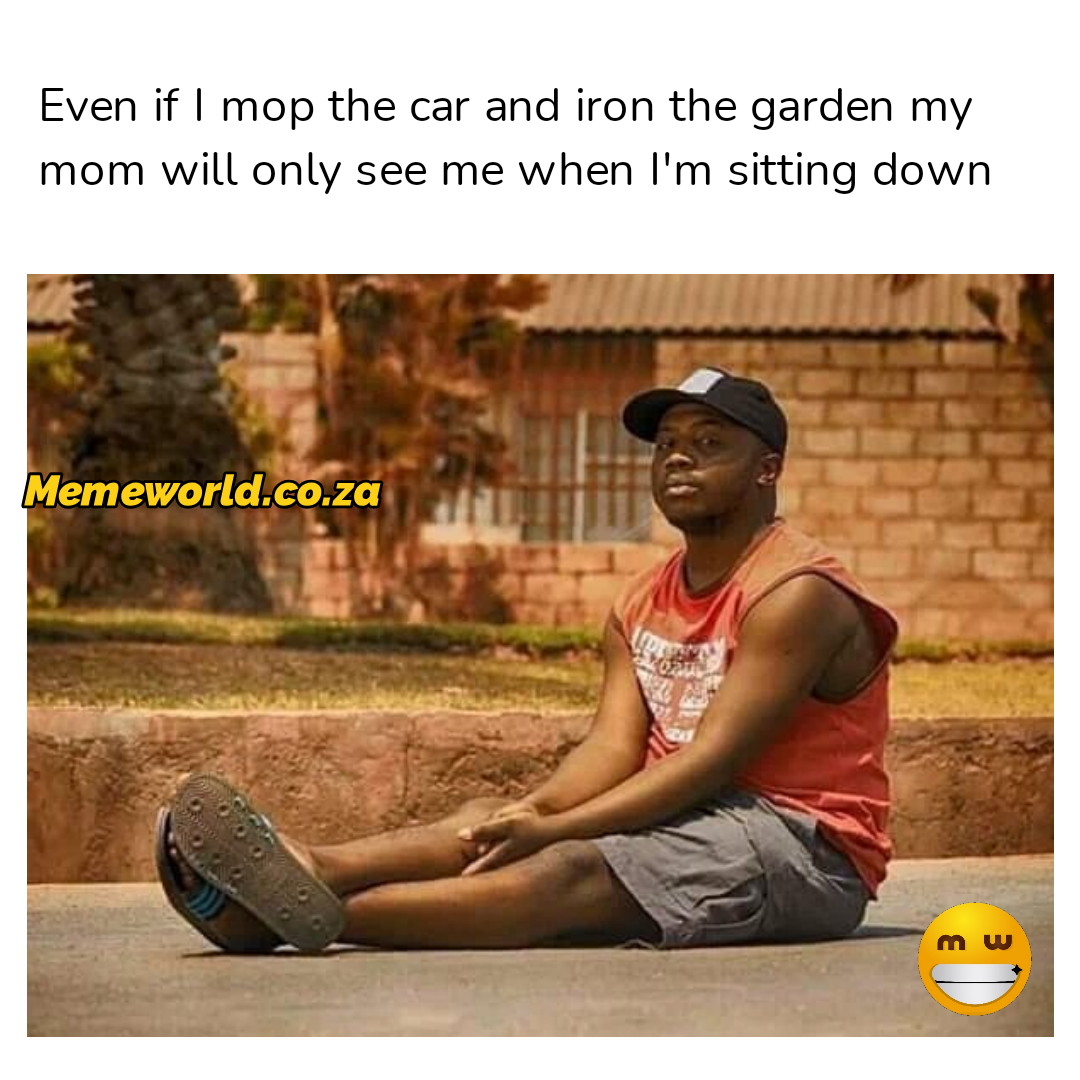 Even if I mop the car and iron the garden my
mom will only see me when I'm sitting down
Memeworld.co.za
m w